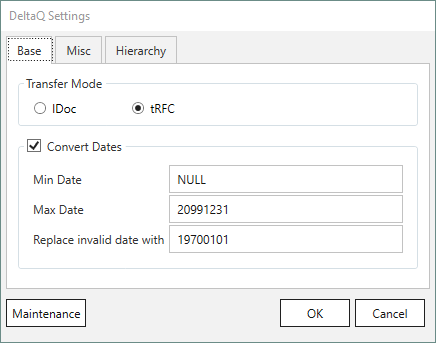 DeltaQ Settings
Base Misc Hierarchy
Transfer Mode
IDoc tRFC
Convert Dates
Min Date NULL
Max Date 20991231
Replace invalid date with 19700101
Maintenance OK Cancel